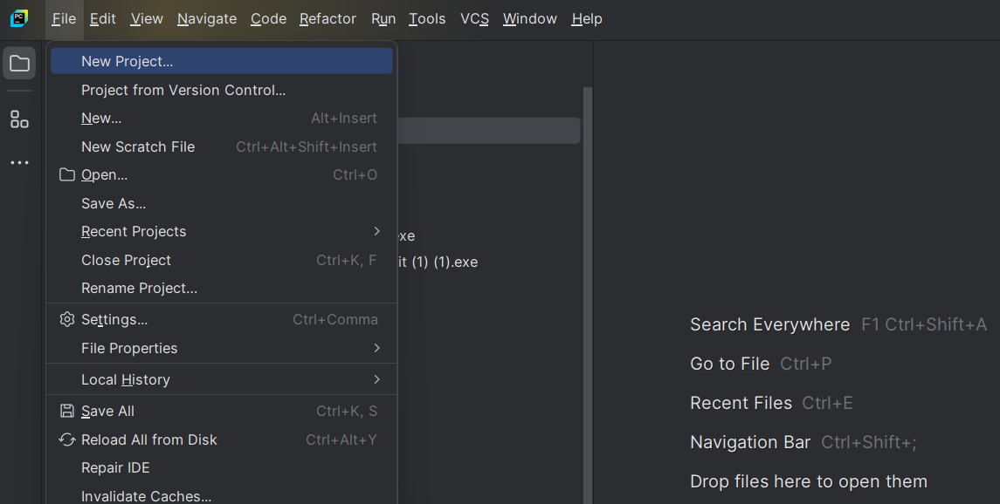 PC
File Edit View Navigate Code Refactor Run Tools VCS Window Help
New Project...
Project from Version Control...
New... Alt+Insert
New Scratch File Ctrl+Alt+Shift+Insert
Open... Ctrl+O
Save As...
Recent Projects
Close Project Ctrl+K, F
Rename Project...
Settings... Ctrl+Comma
File Properties
Local History
Save All Ctrl+K, S
Reload All from Disk Ctrl+Alt+Y
Repair IDE
Invalidate Caches...
xe
it (1) (1).exe
Search Everywhere F1 Ctrl+Shift+A
Go to File Ctrl+P
Recent Files Ctrl+E
Navigation Bar Ctrl+Shift+;
Drop files here to open them